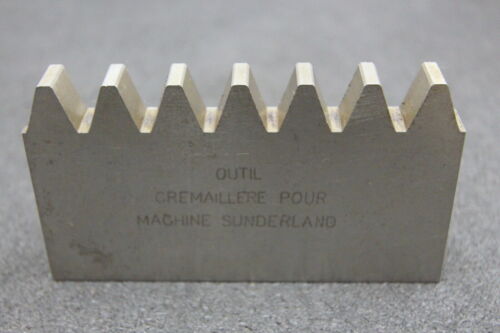 OUTIL
CREMAILLERE POUR
MACHINE SUNDERLAND